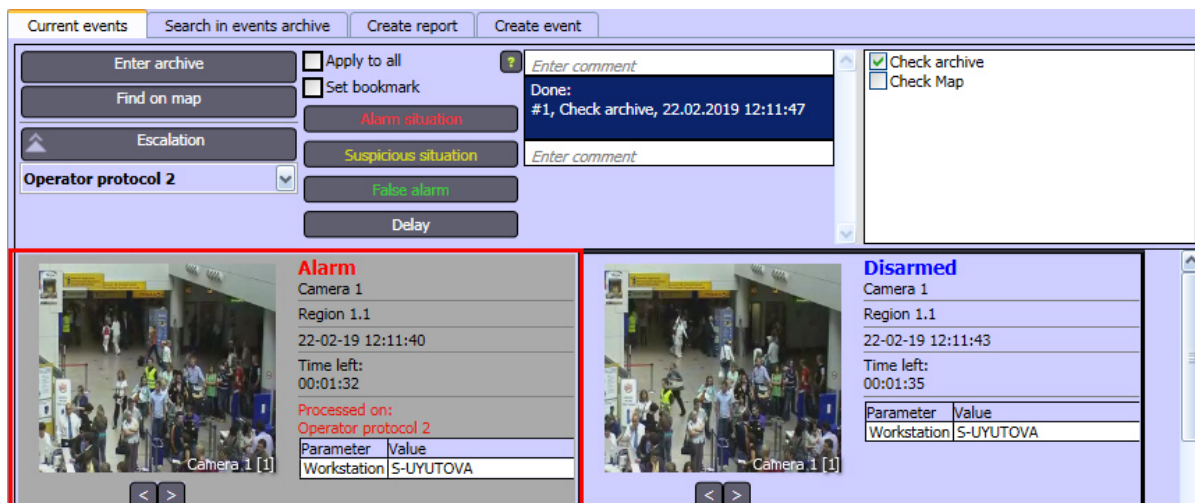 Current events
Search in events archive
Create report
Create event
Enter archive
Find on map
Escalation
Operator protocol 2
Apply to all
?
Set bookmark
Alarm situation
Suspicious situation
False alarm
Delay
Enter comment
Done:
#1, Check archive, 22.02.2019 12:11:47
Enter comment
Check archive
Check Map
Camera 1 [1]
< >
Alarm
Camera 1
Region 1.1
22-02-19 12:11:40
Time left:
00:01:32
Processed on:
Operator protocol 2
Parameter Value
Workstation S-UYUTOVA
Camera 1 [1]
< >
Disarmed
Camera 1
Region 1.1
22-02-19 12:11:43
Time left:
00:01:35
Parameter Value
Workstation S-UYUTOVA